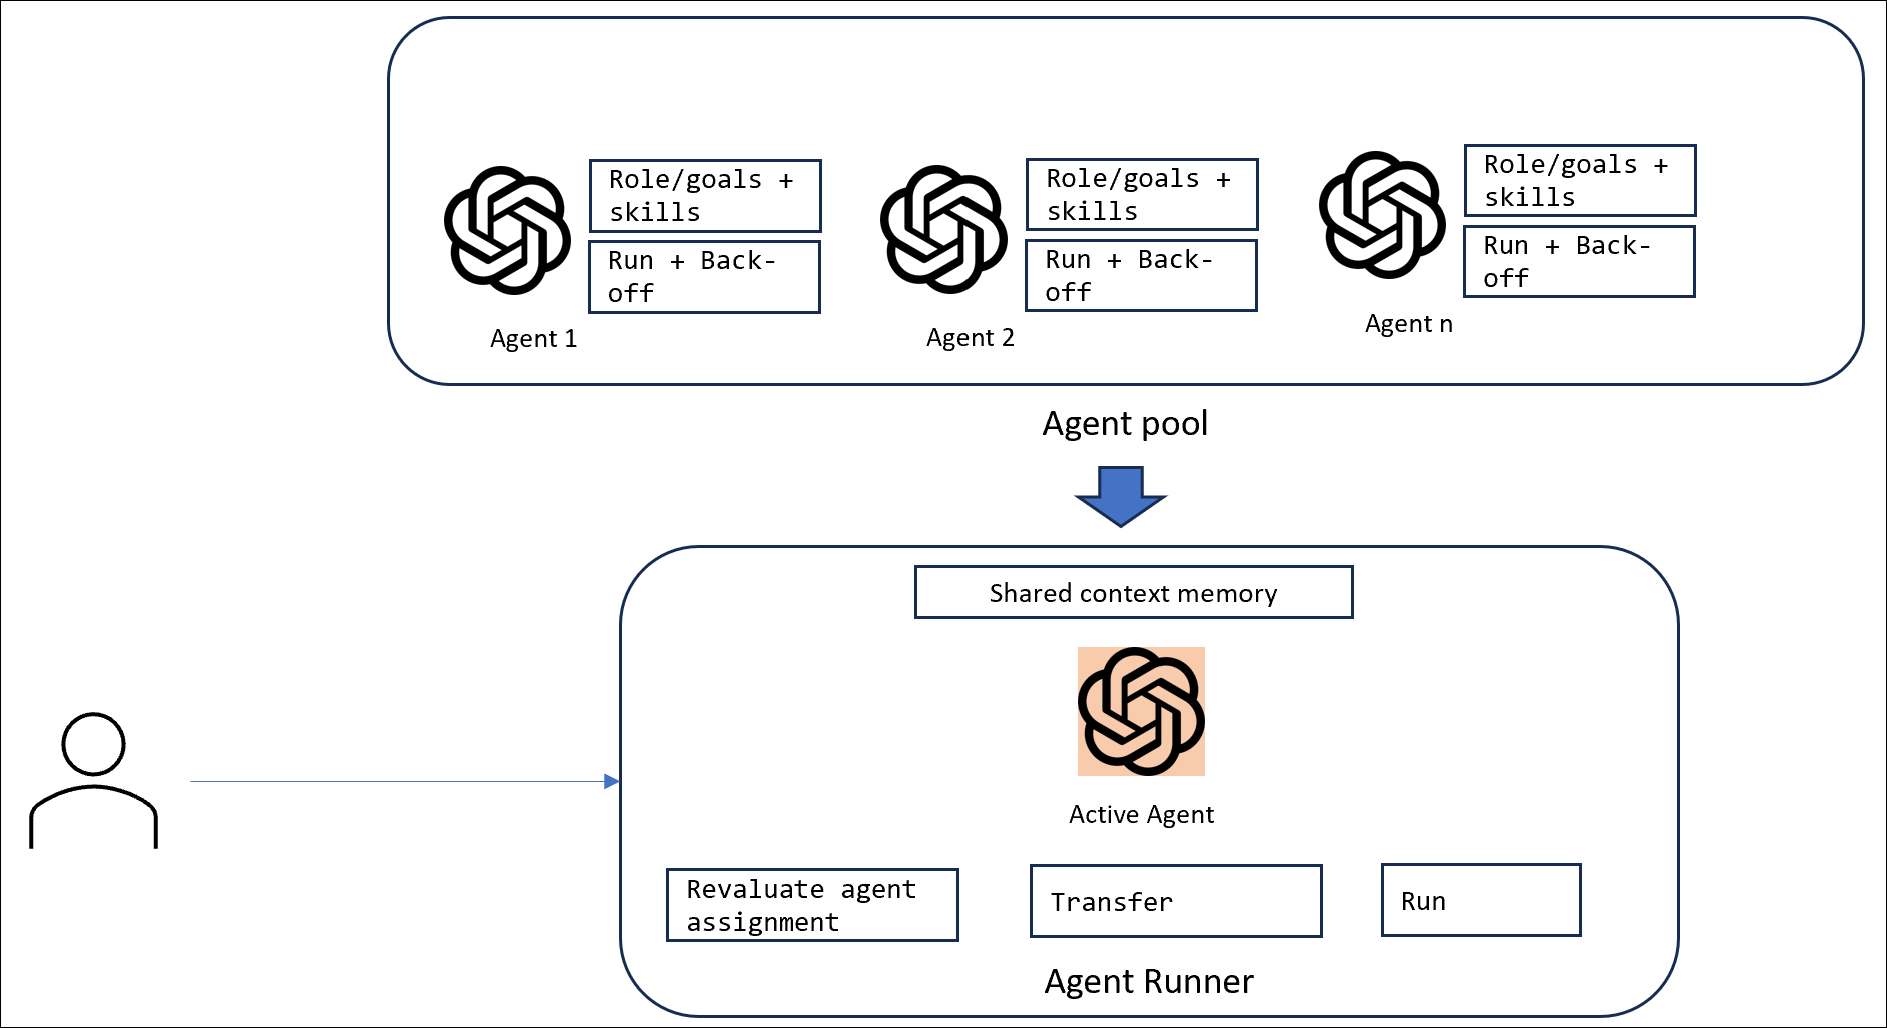 Role/goals +
skills
Run + Back-
off
Agent 1
Role/goals +
skills
Run + Back-
off
Agent 2
Role/goals +
skills
Run + Back-
off
Agent n
Agent pool
Shared context memory
Active Agent
Revaluate agent
assignment
Transfer
Run
Agent Runner